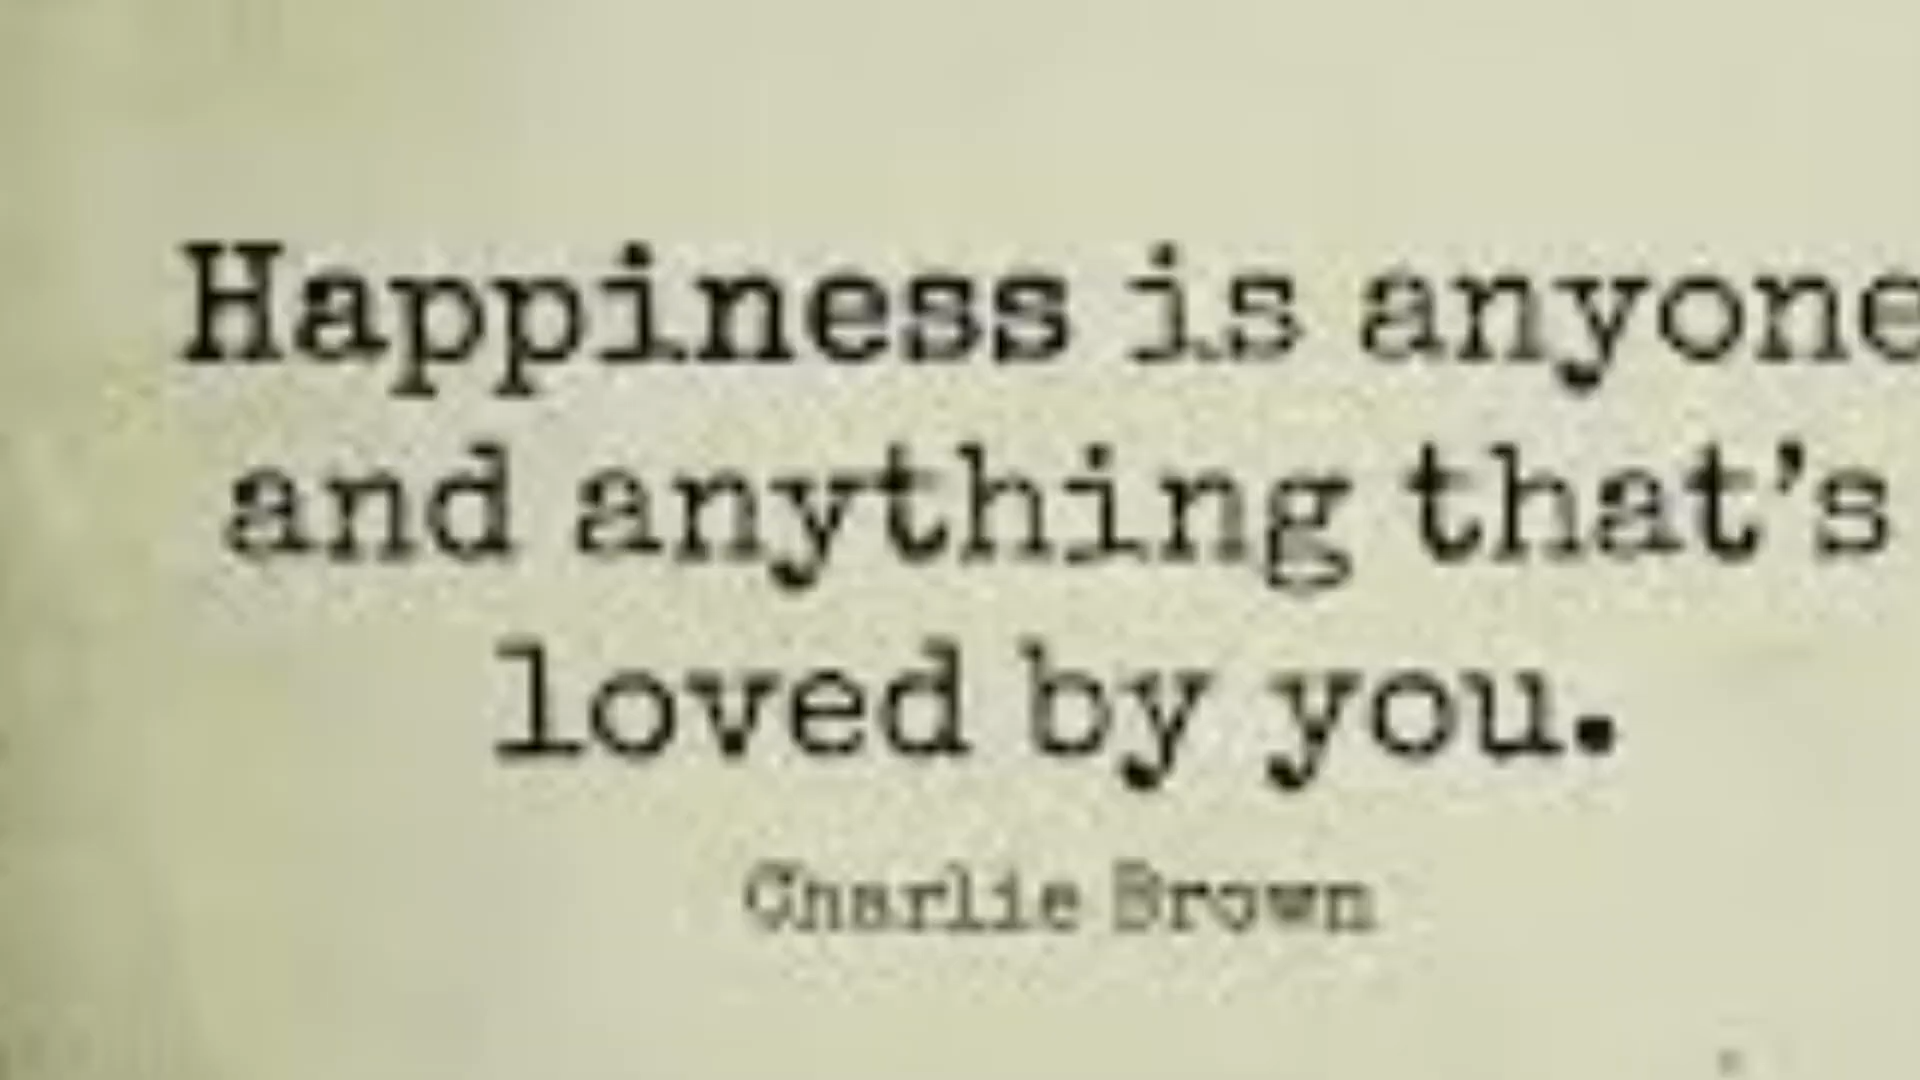 Happiness is anyone
and anything that's
loved by you.
Charlie Brown